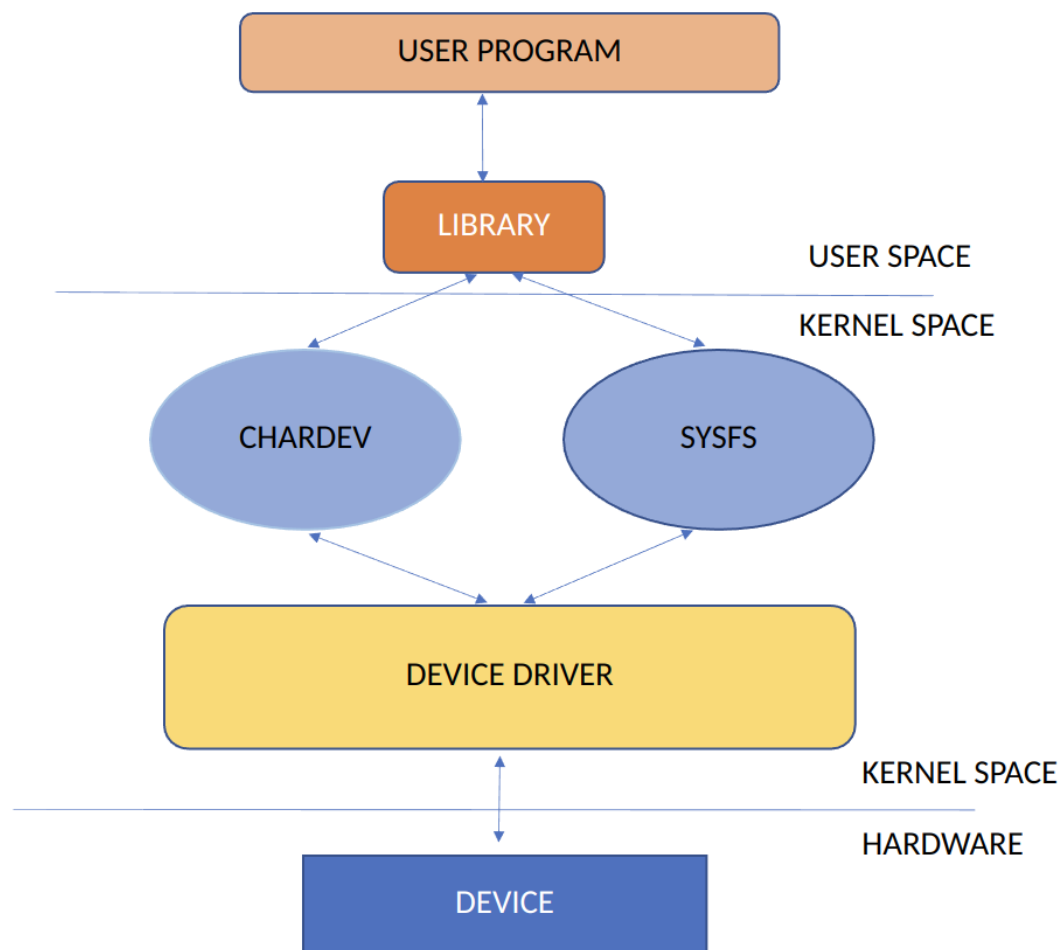 USER PROGRAM
LIBRARY
USER SPACE
KERNEL SPACE
CHARDEV
SYSFS
DEVICE DRIVER
KERNEL SPACE
HARDWARE
DEVICE